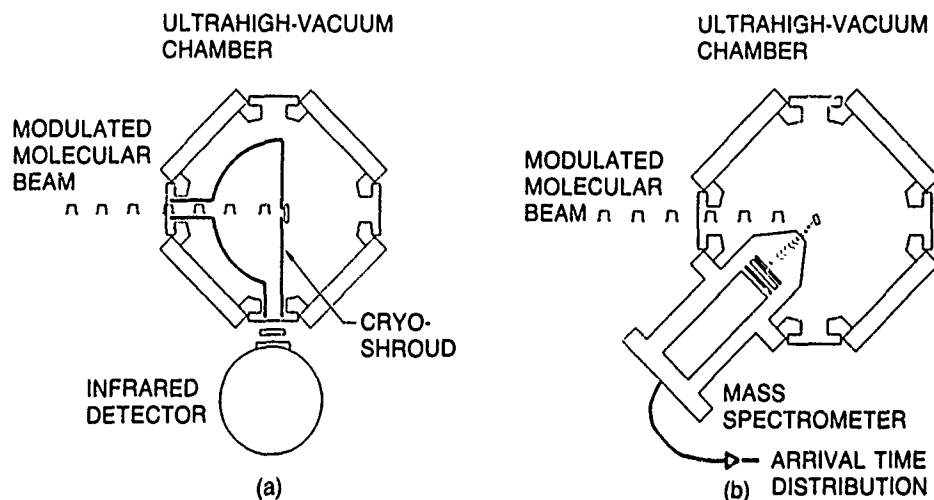 ULTRAHIGH-VACUUM
CHAMBER
MODULATED
MOLECULAR
BEAM
CRYO-
SHROUD
INFRARED
DETECTOR
(a)
ULTRAHIGH-VACUUM
CHAMBER
MODULATED
MOLECULAR
BEAM
MASS
SPECTROMETER
ARRIVAL TIME
DISTRIBUTION
(b)